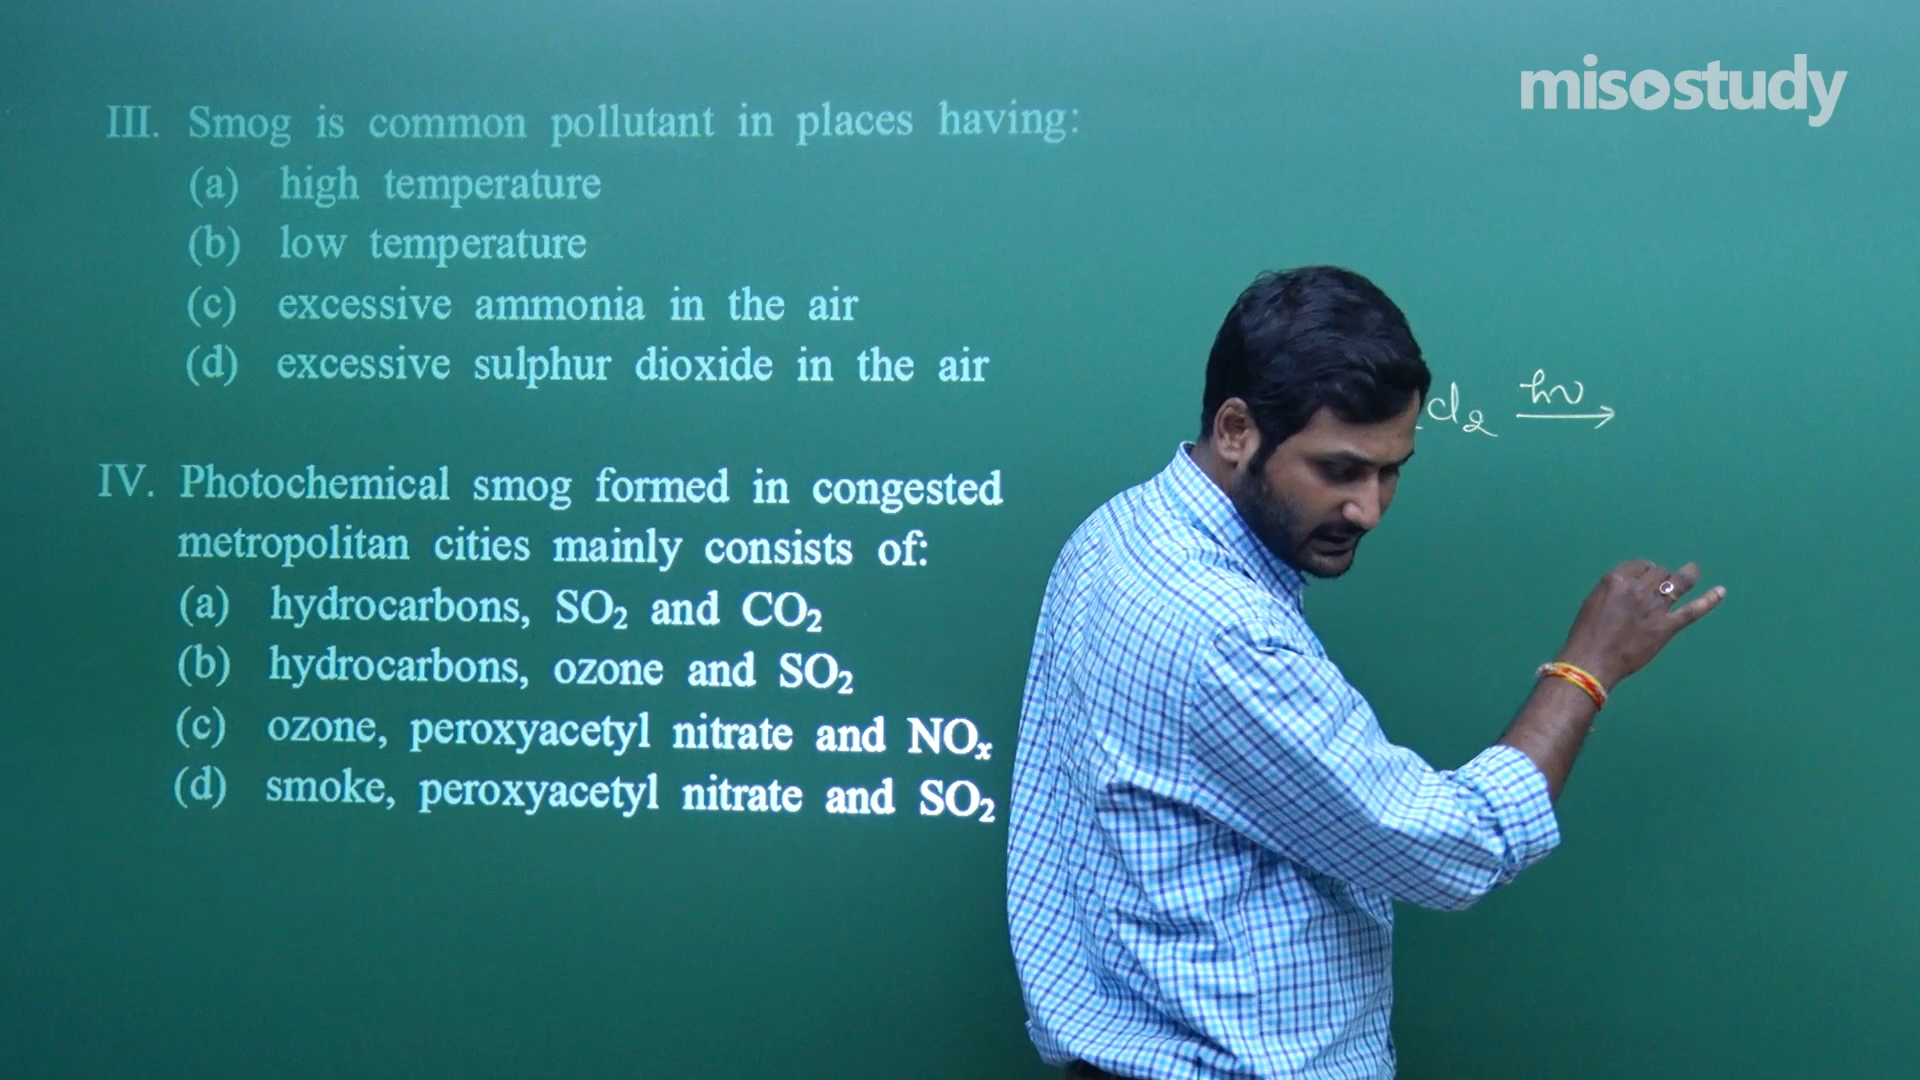 misostudy
III. Smog is common pollutant in places having:
(a) high temperature
(b) low temperature
(c) excessive ammonia in the air
(d) excessive sulphur dioxide in the air
Cl₂ hν →
IV. Photochemical smog formed in congested
metropolitan cities mainly consists of:
(a) hydrocarbons, SO₂ and CO₂
(b) hydrocarbons, ozone and SO₂
(c) ozone, peroxyacetyl nitrate and NOₓ
(d) smoke, peroxyacetyl nitrate and SO₂